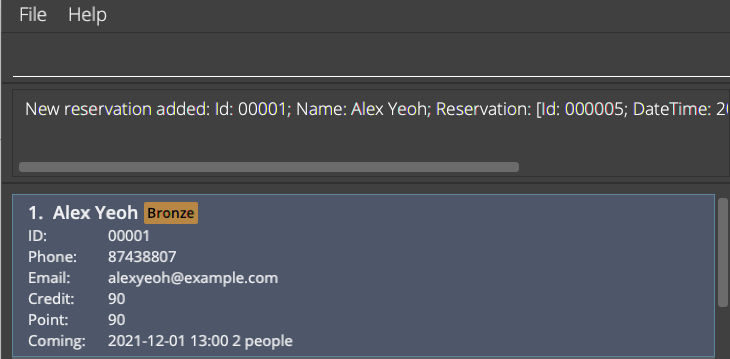 File Help
New reservation added: Id: 00001; Name: Alex Yeoh; Reservation: [Id: 000005; DateTime:
1. Alex Yeoh Bronze
ID: 00001
Phone: 87438807
Email: alexyeoh@example.com
Credit: 90
Point: 90
Coming: 2021-12-01 13:00 2 people